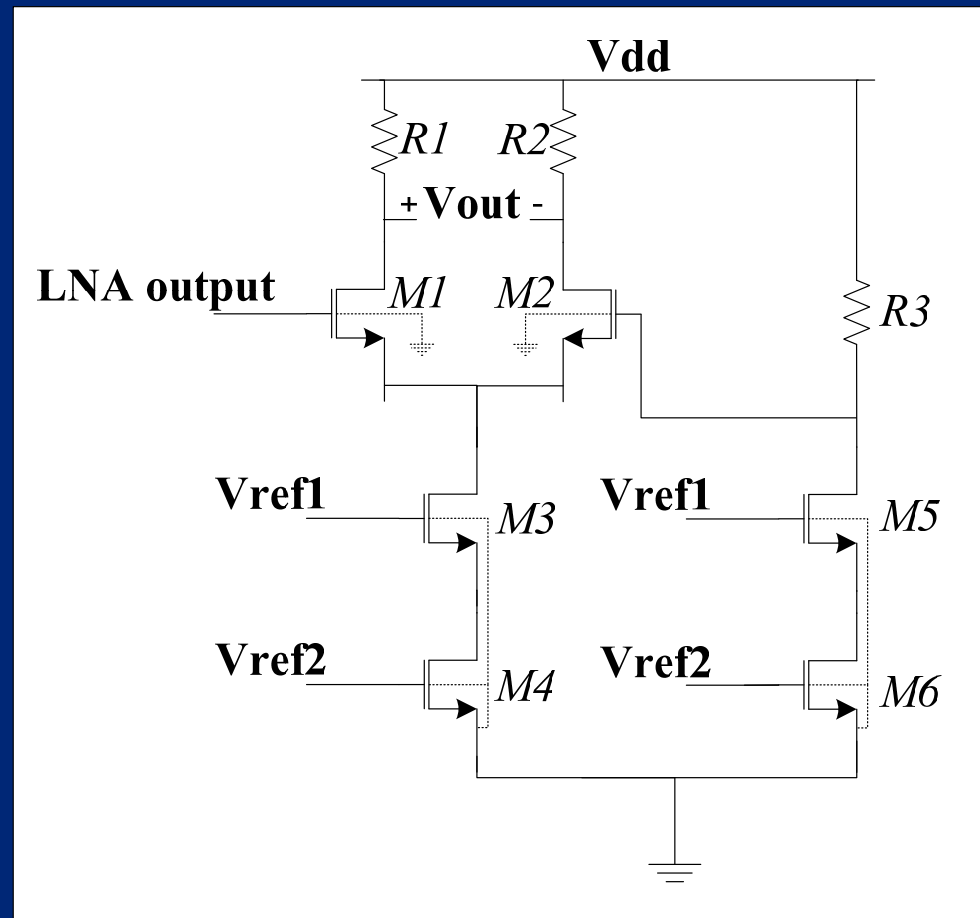 Vdd
R1 R2
+ Vout -
LNA output
M1 M2
R3
Vref1
M3
Vref1
M5
Vref2
M4
Vref2
M6